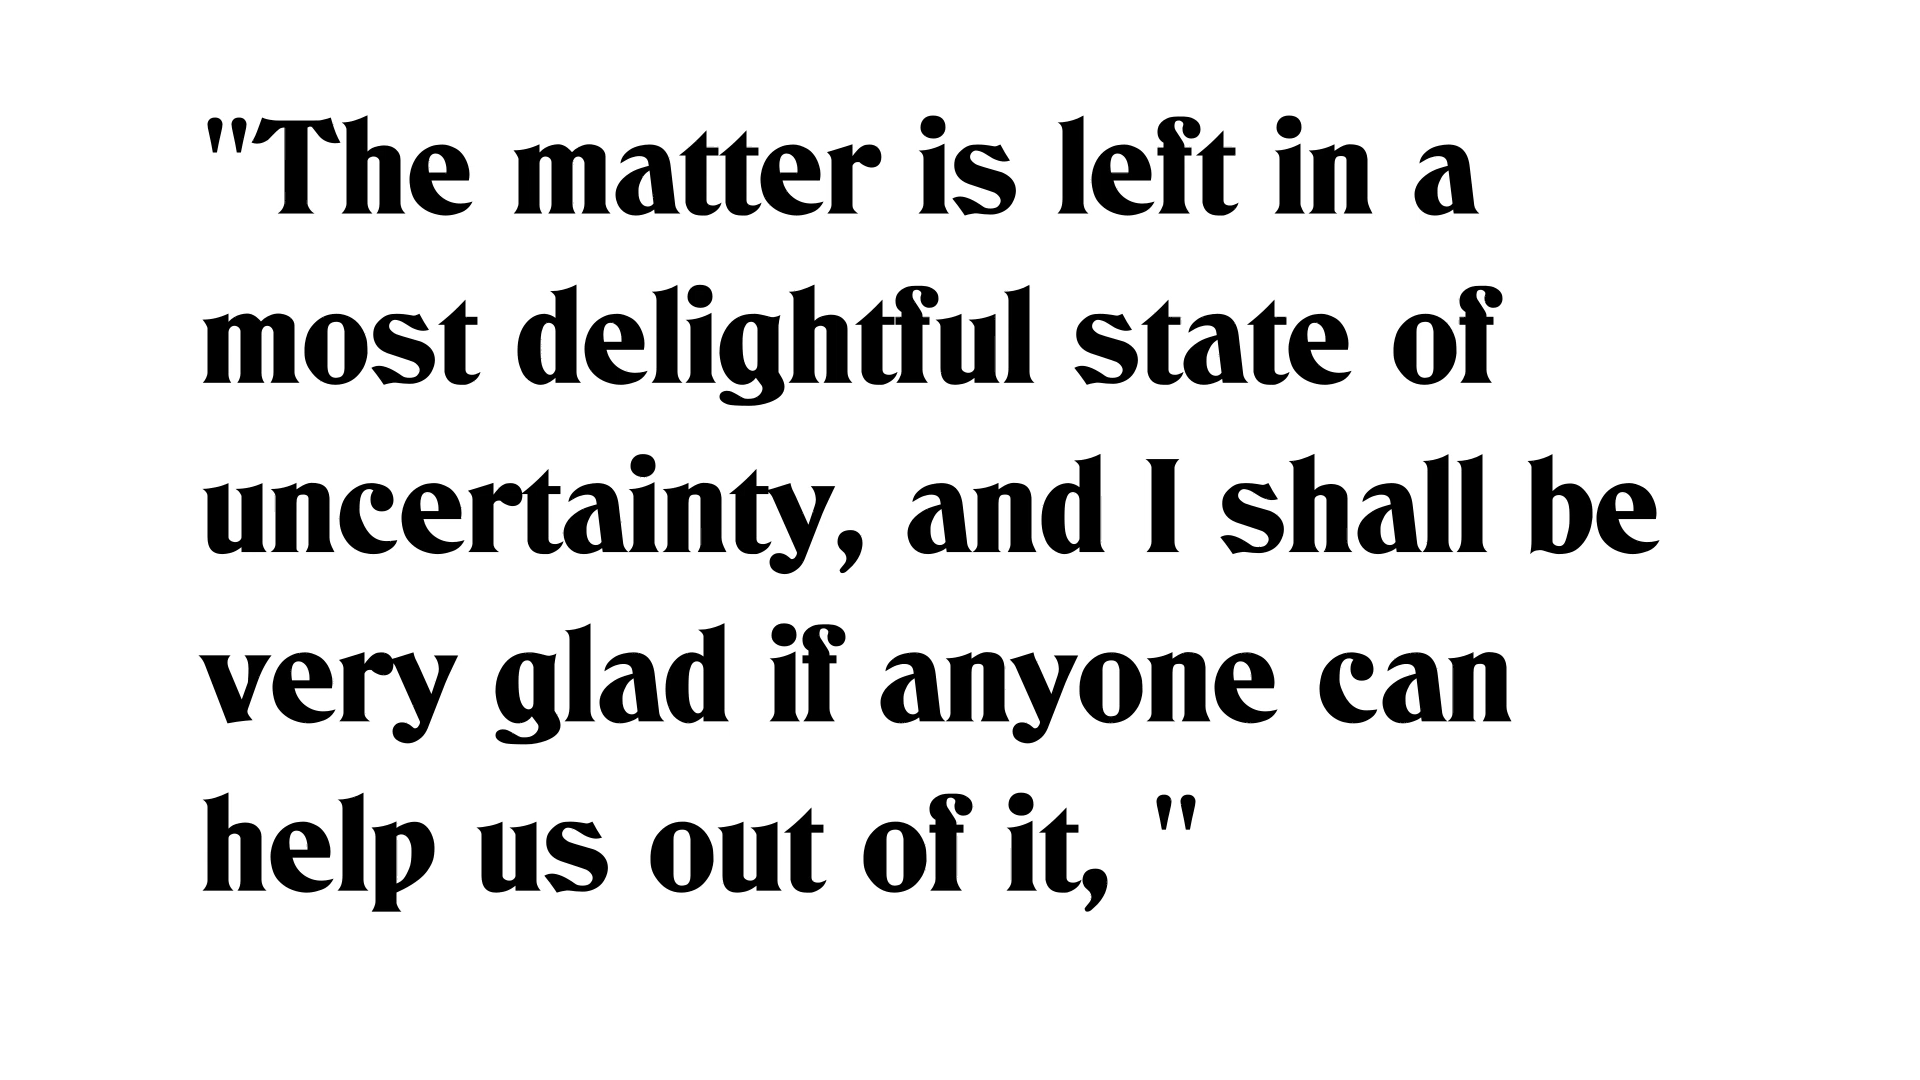 "The matter is left in a
most delightful state of
uncertainty, and I shall be
very glad if anyone can
help us out of it, "